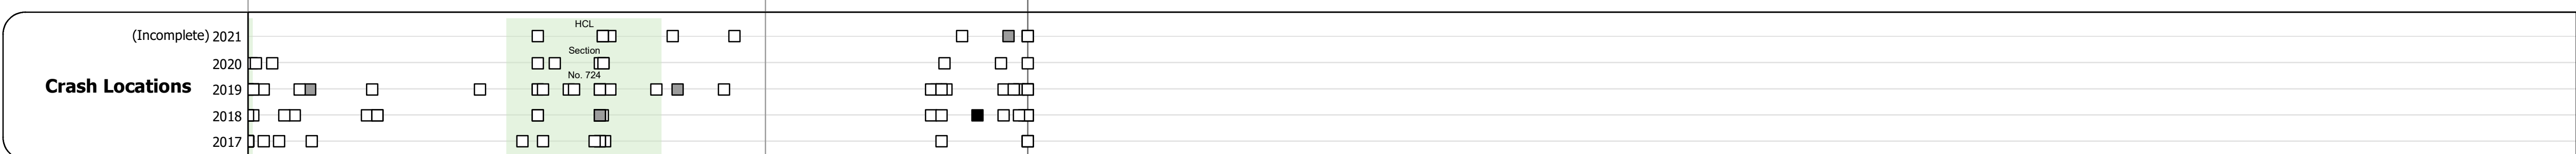 HCL
(Incomplete) 2021
Section
2020
No. 724
Crash Locations
2019
2018
2017